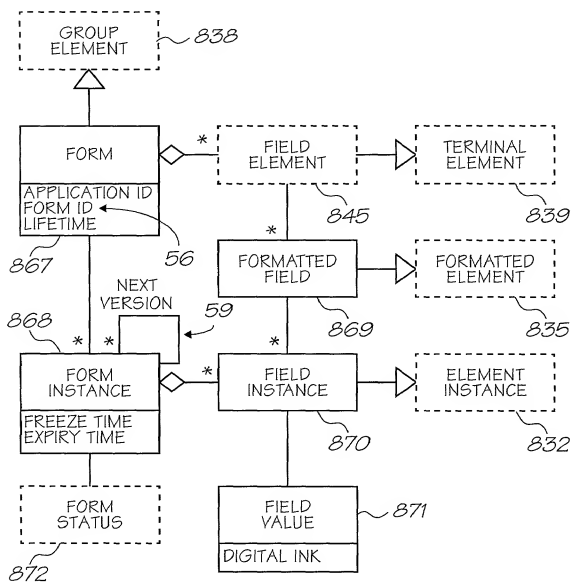 GROUP
ELEMENT
838
FORM
*
FIELD
ELEMENT
TERMINAL
ELEMENT
APPLICATION ID
FORM ID
LIFETIME
56
867
845
839
*
FORMATTED
FIELD
FORMATTED
ELEMENT
869
835
NEXT
VERSION
59
868
* *
*
*
FORM
INSTANCE
FIELD
INSTANCE
ELEMENT
INSTANCE
FREEZE TIME
EXPIRY TIME
870
832
FORM
STATUS
872
FIELD
VALUE
871
DIGITAL INK